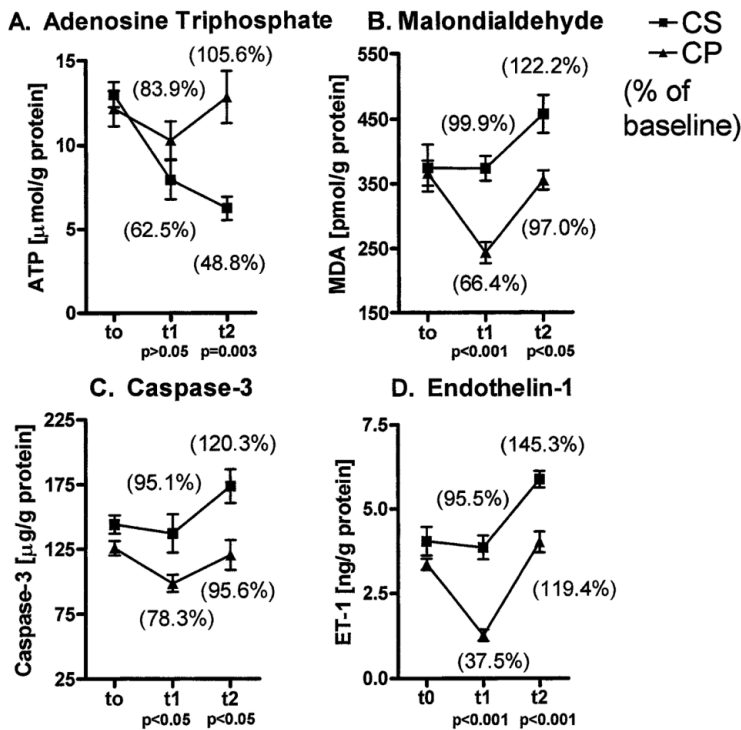 A. Adenosine Triphosphate
ATP [μmol/g protein]
15
10
5
0
(105.6%)
(83.9%)
(62.5%)
(48.8%)
to t1 t2
p>0.05 p=0.003
B. Malondialdehyde
MDA [pmol/g protein]
550
450
350
250
150
(122.2%)
(99.9%)
(97.0%)
(66.4%)
to t1 t2
p<0.001 p<0.05
CS
CP
(% of
baseline)
C. Caspase-3
Caspase-3 [μg/g protein]
225
175
125
75
25
(120.3%)
(95.1%)
(95.6%)
(78.3%)
to t1 t2
p<0.05 p<0.05
D. Endothelin-1
ET-1 [ng/g protein]
7.5
5.0
2.5
0.0
(145.3%)
(95.5%)
(119.4%)
(37.5%)
t0 t1 t2
p<0.001 p<0.001